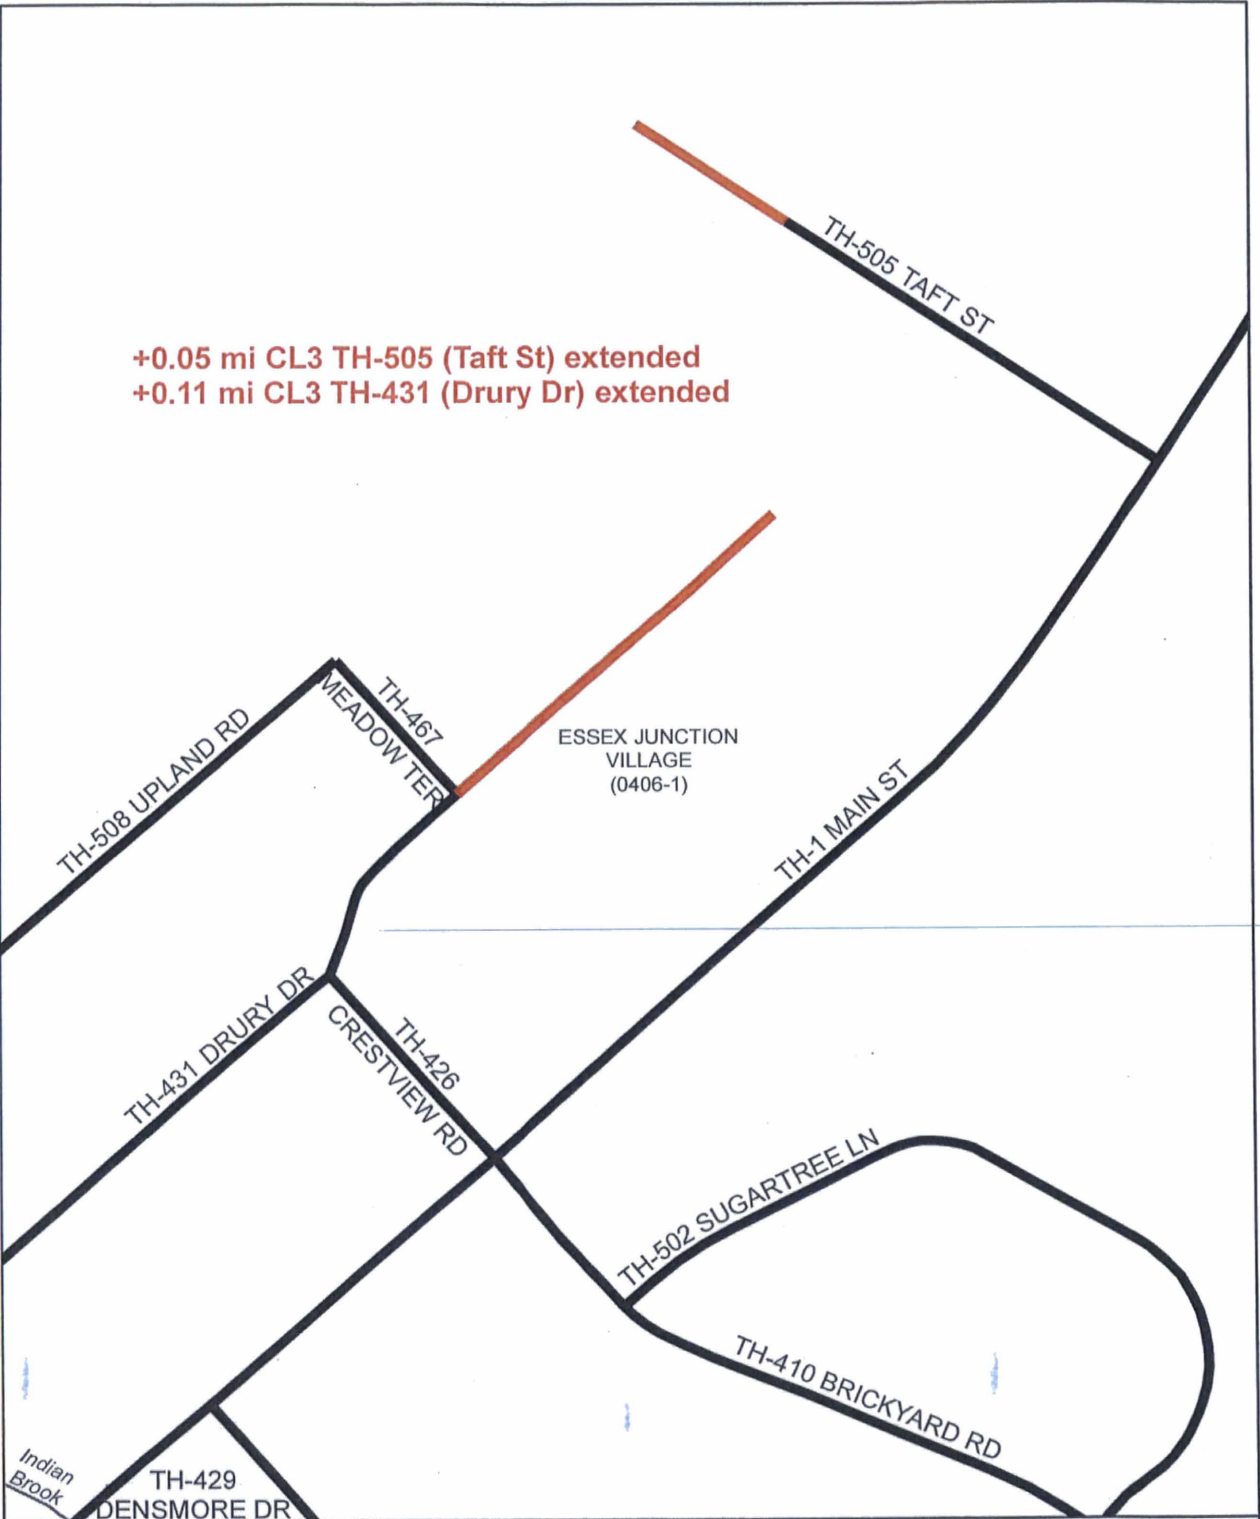 TH-505 TAFT ST
+0.05 mi CL3 TH-505 (Taft St) extended
+0.11 mi CL3 TH-431 (Drury Dr) extended
TH-467
MEADOW TER
TH-508 UPLAND RD
ESSEX JUNCTION
VILLAGE
(0406-1)
TH-1 MAIN ST
TH-431 DRURY DR
TH-426
CRESTVIEW RD
TH-502 SUGARTREE LN
TH-410 BRICKYARD RD
Indian
Brook
TH-429
DENSMORE DR